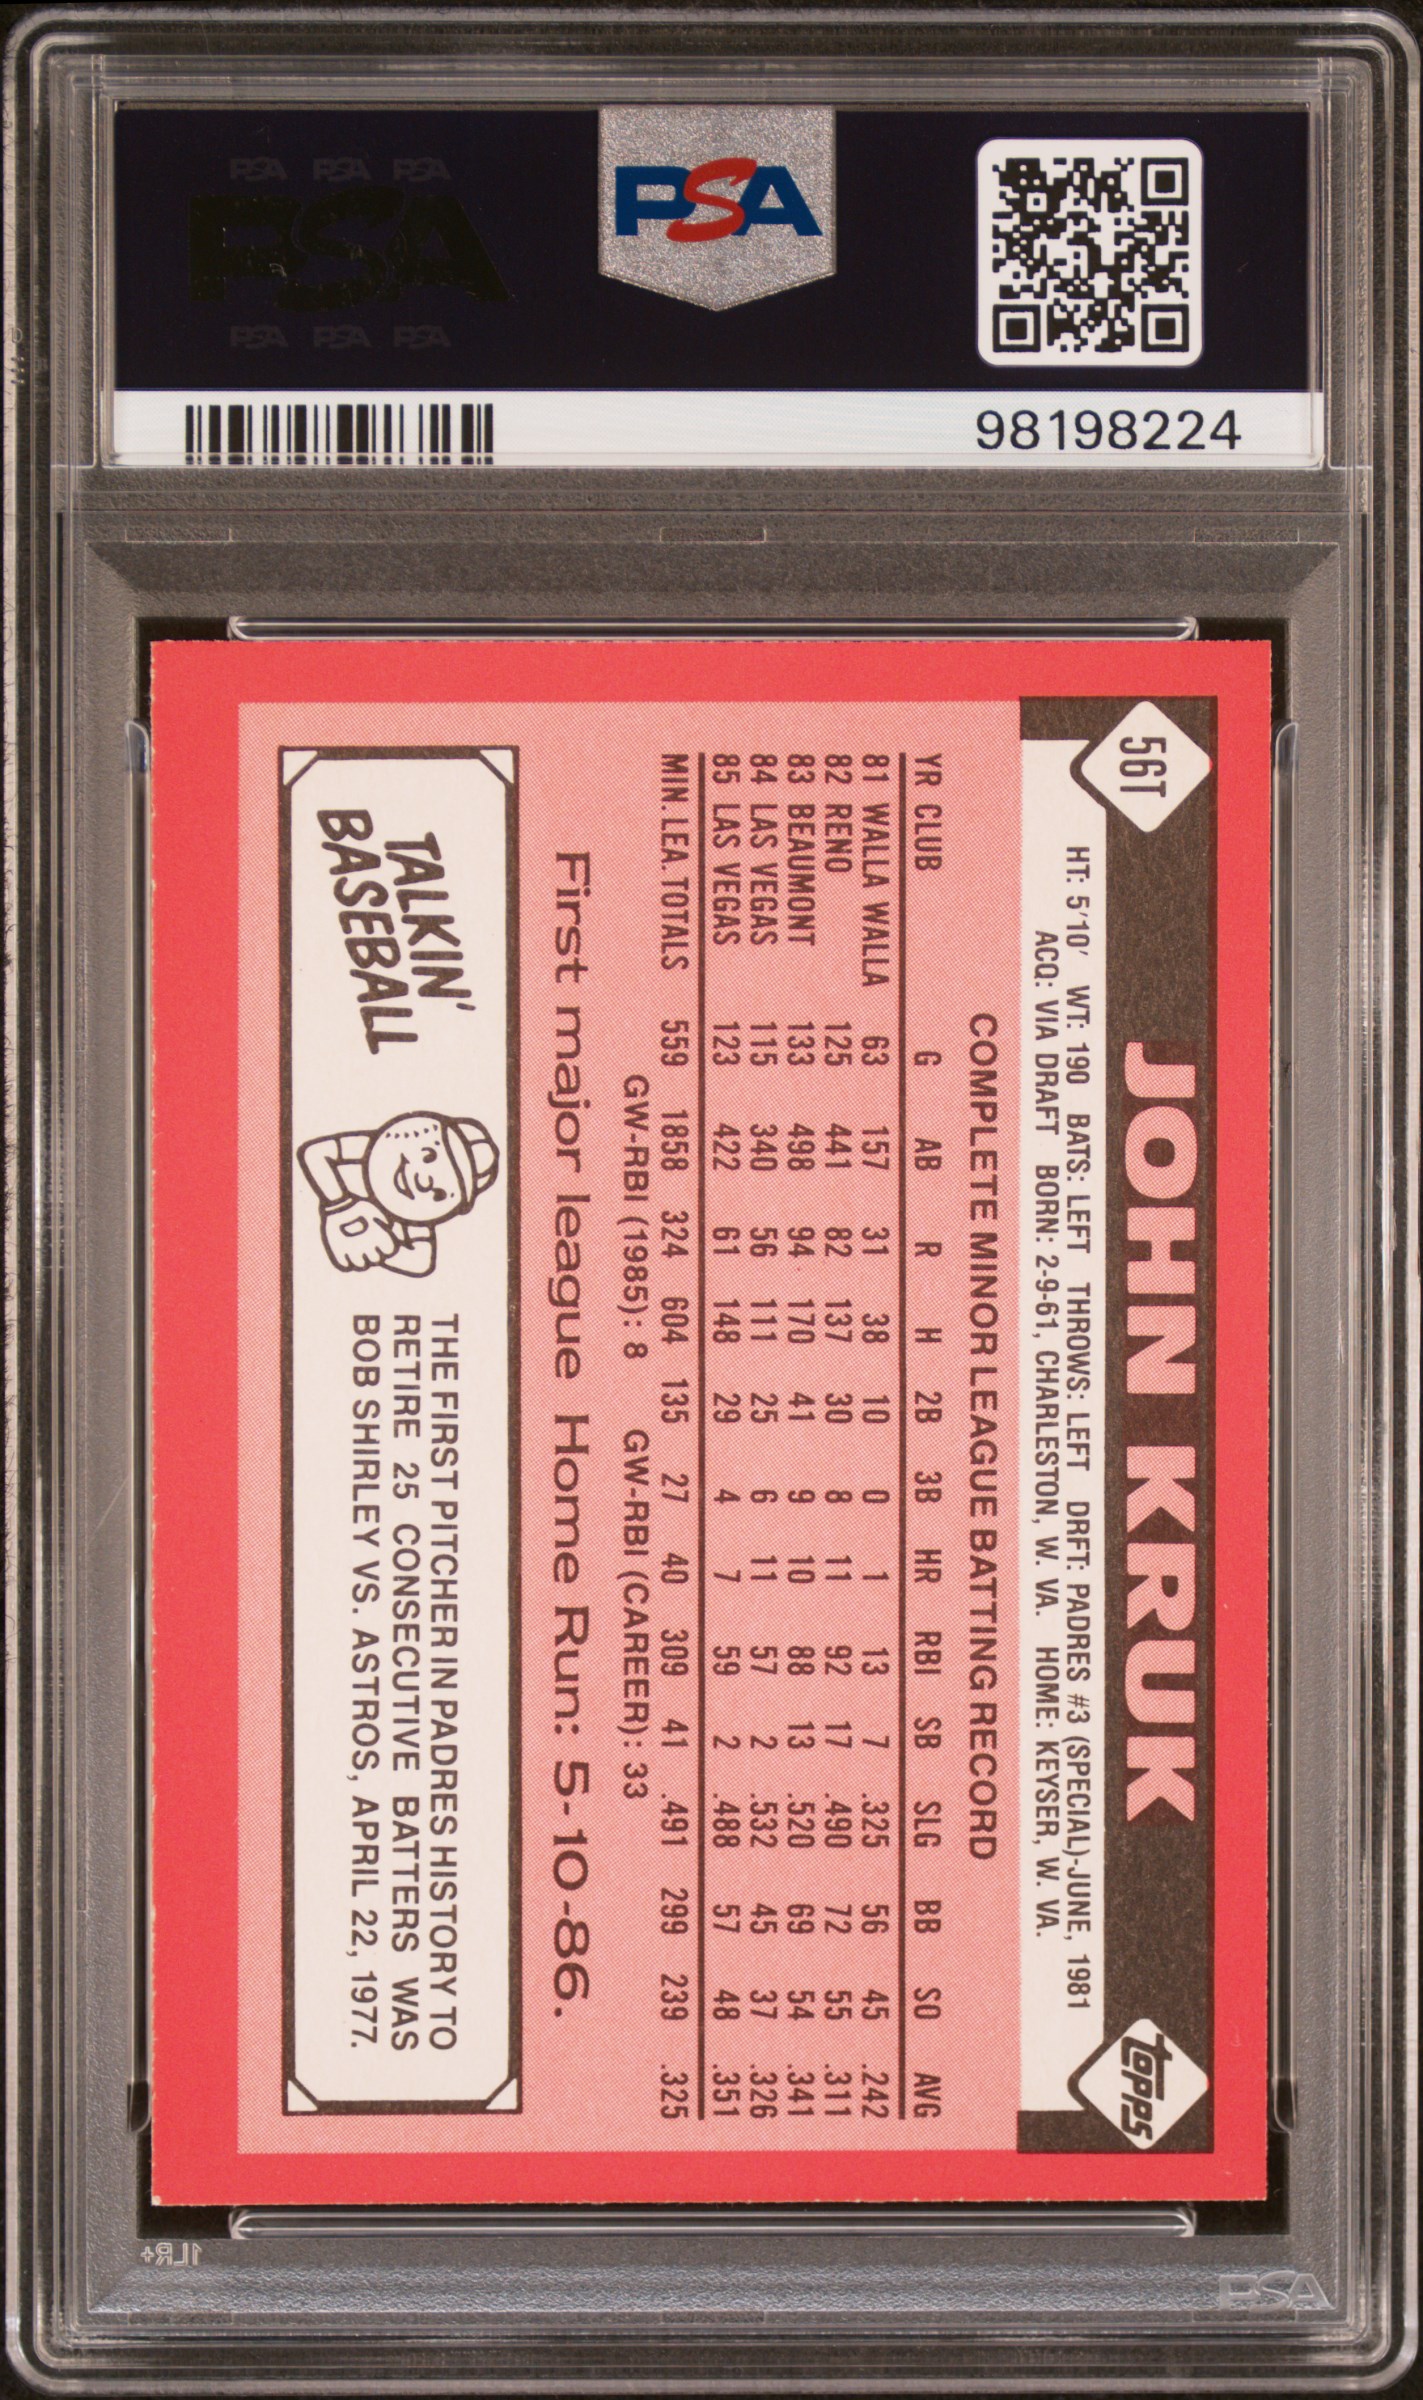 PSA PSA PSA
PSA
PSA PSA PSA
PSA
98198224
56T
JOHN KRUK
topps
HT: 5'10' WT: 190 BATS: LEFT THROWS: LEFT DRFT: PADRES #3 (SPECIAL)-JUNE, 1981
ACQ: VIA DRAFT BORN: 2-9-61, CHARLESTON, W. VA. HOME: KEYSER, W. VA.
COMPLETE MINOR LEAGUE BATTING RECORD
YR CLUB G AB R H 2B 3B HR RBI SB SLG BB SO AVG
81 WALLA WALLA 63 157 31 38 10 0 1 13 7 .325 56 45 .242
82 RENO 125 441 82 137 30 8 11 92 17 .490 72 55 .311
83 BEAUMONT 133 498 94 170 41 9 10 88 13 .520 69 54 .341
84 LAS VEGAS 115 340 56 111 25 6 11 57 2 .532 45 37 .326
85 LAS VEGAS 123 422 61 148 29 4 7 59 2 .488 57 48 .351
MIN. LEA. TOTALS 559 1858 324 604 135 27 40 309 41 .491 299 239 .325
GW-RBI (1985): 8 GW-RBI (CAREER): 33
First major league Home Run: 5-10-86.
TALKIN'
BASEBALL
THE FIRST PITCHER IN PADRES HISTORY TO
RETIRE 25 CONSECUTIVE BATTERS WAS
BOB SHIRLEY VS. ASTROS, APRIL 22, 1977.
1LR+
PSA